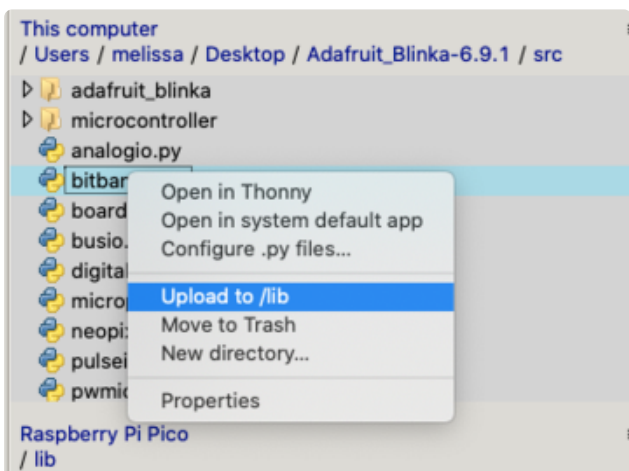 This computer
/ Users / melissa / Desktop / Adafruit_Blinka-6.9.1 / src
adafruit_blinka
microcontroller
analogio.py
bitba
Open in Thonny
board
Open in system default app
busio.
Configure .py files...
digital
microp
Upload to /lib
neopi
Move to Trash
pulsei
New directory...
pwmio
Properties
Raspberry Pi Pico
/ lib